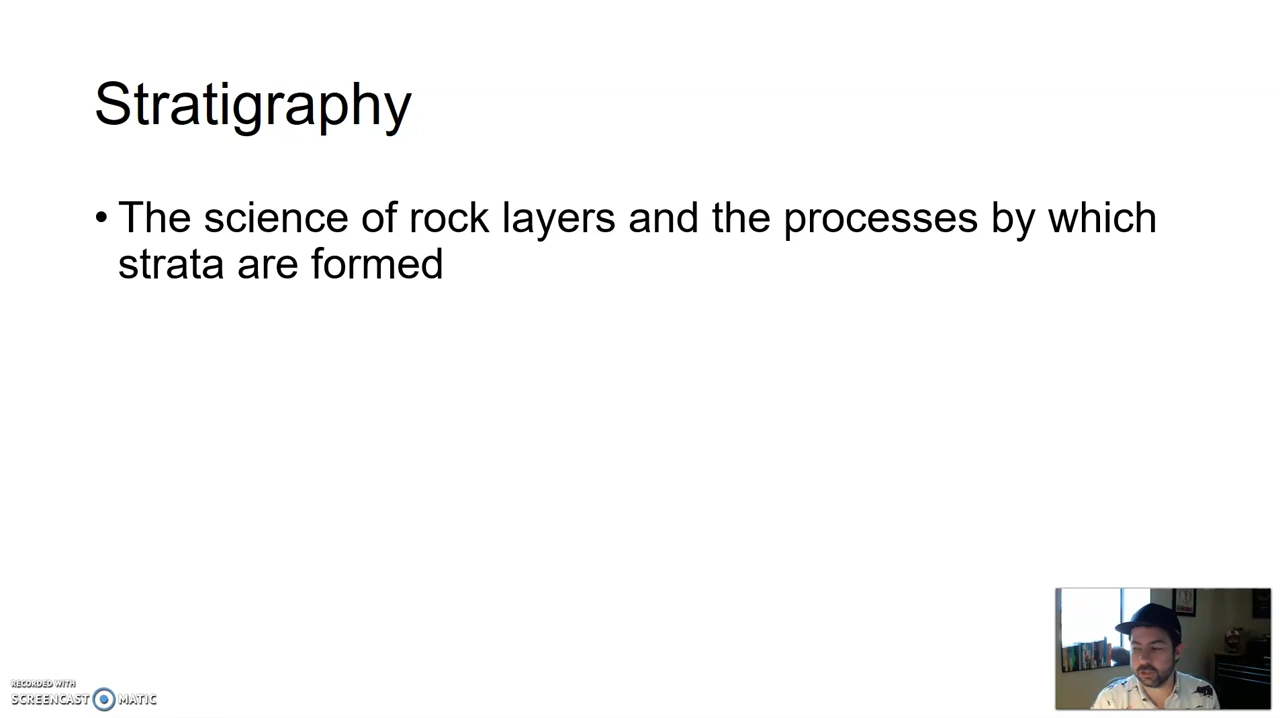 Stratigraphy
• The science of rock layers and the processes by which
strata are formed
RECORDED WITH
SCREENCAST MATIC